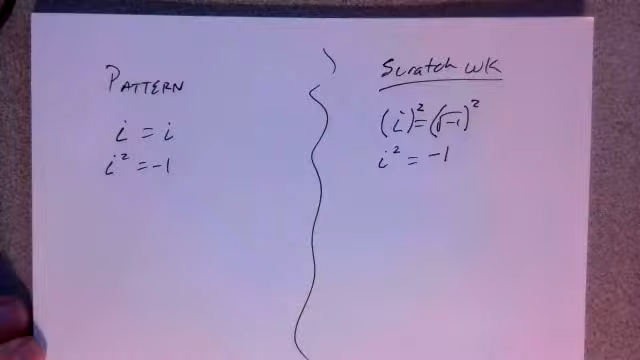 PATTERN
i = i
i² = -1
Scratch WK
(i)² = (√-1)²
i² = -1